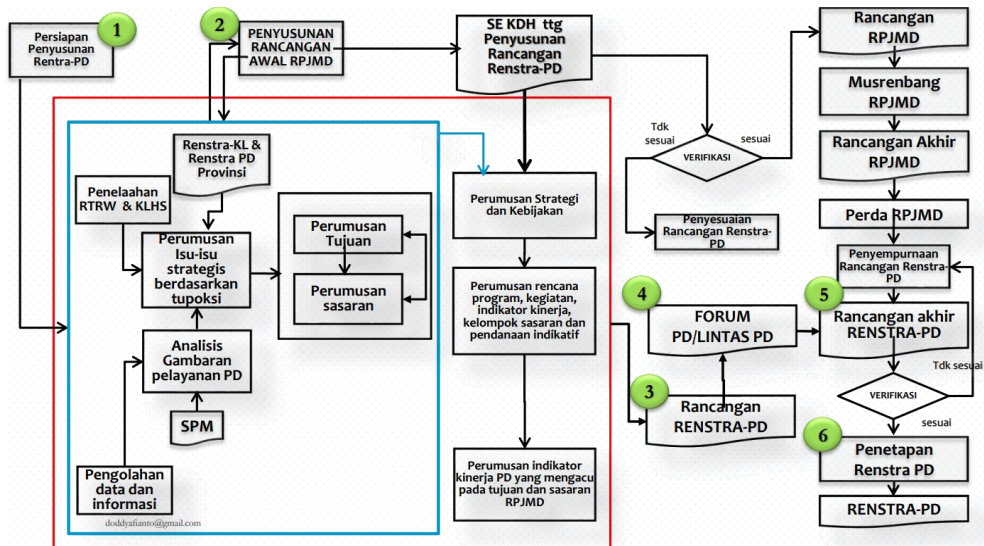 1
Persiapan
Penyusunan
Rentra-PD
2
PENYUSUNAN
RANCANGAN
AWAL RPJMD
SE KDH ttg
Penyusunan
Rancangan
Renstra-PD
Rancangan
RPJMD
Musrenbang
RPJMD
Rancangan Akhir
RPJMD
Perda RPJMD
Tdk
sesuai
sesuai
VERIFIKASI
Penyesuaian
Rancangan Renstra-
PD
Renstra-KL &
Renstra PD
Provinsi
Penelaahan
RTRW & KLHS
Perumusan
Isu-isu
strategis
berdasarkan
tupoksi
Perumusan
Tujuan
Perumusan
sasaran
Analisis
Gambaran
pelayanan PD
SPM
Pengolahan
data dan
informasi
doddyafianto@gmail.com
Perumusan Strategi
dan Kebijakan
Perumusan rencana
program, kegiatan,
indikator kinerja,
kelompok sasaran dan
pendanaan indikatif
Perumusan indikator
kinerja PD yang mengacu
pada tujuan dan sasaran
RPJMD
3
Rancangan
RENSTRA-PD
4
FORUM
PD/LINTAS PD
Penyempurnaan
Rancangan Renstra-
PD
5
Rancangan akhir
RENSTRA-PD
Tdk sesuai
VERIFIKASI
sesuai
6
Penetapan
Renstra PD
RENSTRA-PD